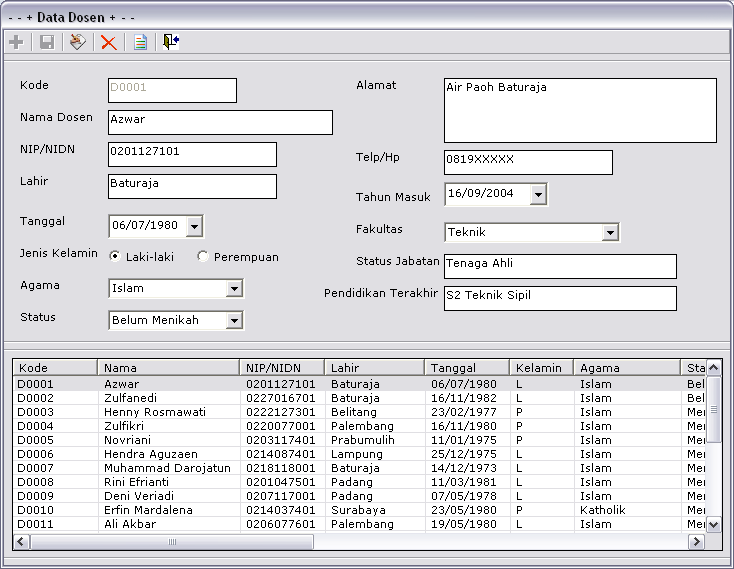 - - + Data Dosen + - -
Kode D0001
Nama Dosen Azwar
NIP/NIDN 0201127101
Lahir Baturaja
Tanggal 06/07/1980
Jenis Kelamin Laki-laki Perempuan
Agama Islam
Status Belum Menikah
Alamat Air Paoh Baturaja
Telp/Hp 0819XXXXX
Tahun Masuk 16/09/2004
Fakultas Teknik
Status Jabatan Tenaga Ahli
Pendidikan Terakhir S2 Teknik Sipil
Kode Nama NIP/NIDN Lahir Tanggal Kelamin Agama Sta
D0001 Azwar 0201127101 Baturaja 06/07/1980 L Islam Bel
D0002 Zulfanedi 0227016701 Baturaja 16/11/1982 L Islam Bel
D0003 Henny Rosmawati 0222127301 Belitang 23/02/1977 P Islam Mer
D0004 Zulfikri 0220077001 Palembang 16/11/1980 L Islam Mer
D0005 Novriani 0203117401 Prabumulih 11/01/1975 P Islam Mer
D0006 Hendra Aguzaen 0214087401 Lampung 25/12/1975 L Islam Mer
D0007 Muhammad Darojatun 0218118001 Baturaja 14/12/1973 L Islam Mer
D0008 Rini Efrianti 0201047501 Padang 11/03/1981 L Islam Mer
D0009 Deni Veriadi 0207117001 Padang 07/05/1978 L Islam Mer
D0010 Erfin Mardalena 0214037401 Surabaya 23/05/1980 P Katholik Mer
D0011 Ali Akbar 0206077601 Palembang 19/05/1980 L Islam Mer